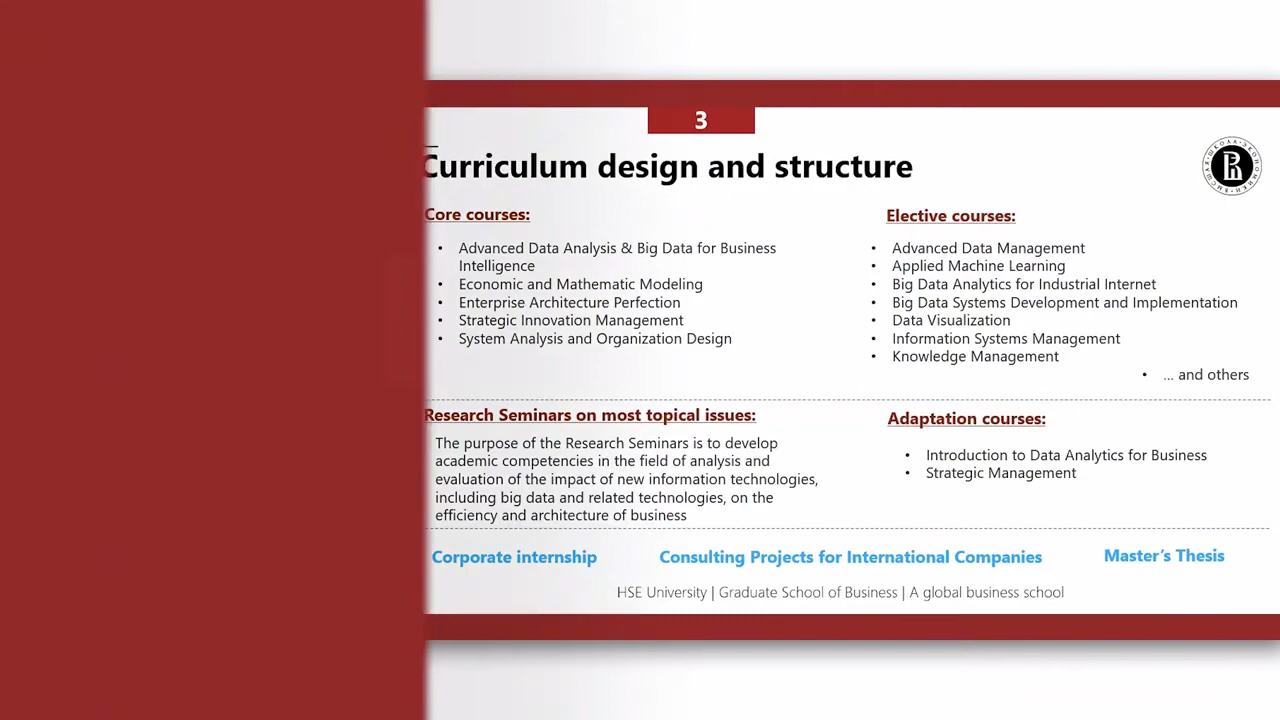 3
Curriculum design and structure
Core courses:
• Advanced Data Analysis & Big Data for Business
Intelligence
• Economic and Mathematic Modeling
• Enterprise Architecture Perfection
• Strategic Innovation Management
• System Analysis and Organization Design
Elective courses:
• Advanced Data Management
• Applied Machine Learning
• Big Data Analytics for Industrial Internet
• Big Data Systems Development and Implementation
• Data Visualization
• Information Systems Management
• Knowledge Management
• ... and others
Research Seminars on most topical issues:
The purpose of the Research Seminars is to develop
academic competencies in the field of analysis and
evaluation of the impact of new information technologies,
including big data and related technologies, on the
efficiency and architecture of business
Adaptation courses:
• Introduction to Data Analytics for Business
• Strategic Management
Corporate internship
Consulting Projects for International Companies
Master’s Thesis
HSE University | Graduate School of Business | A global business school